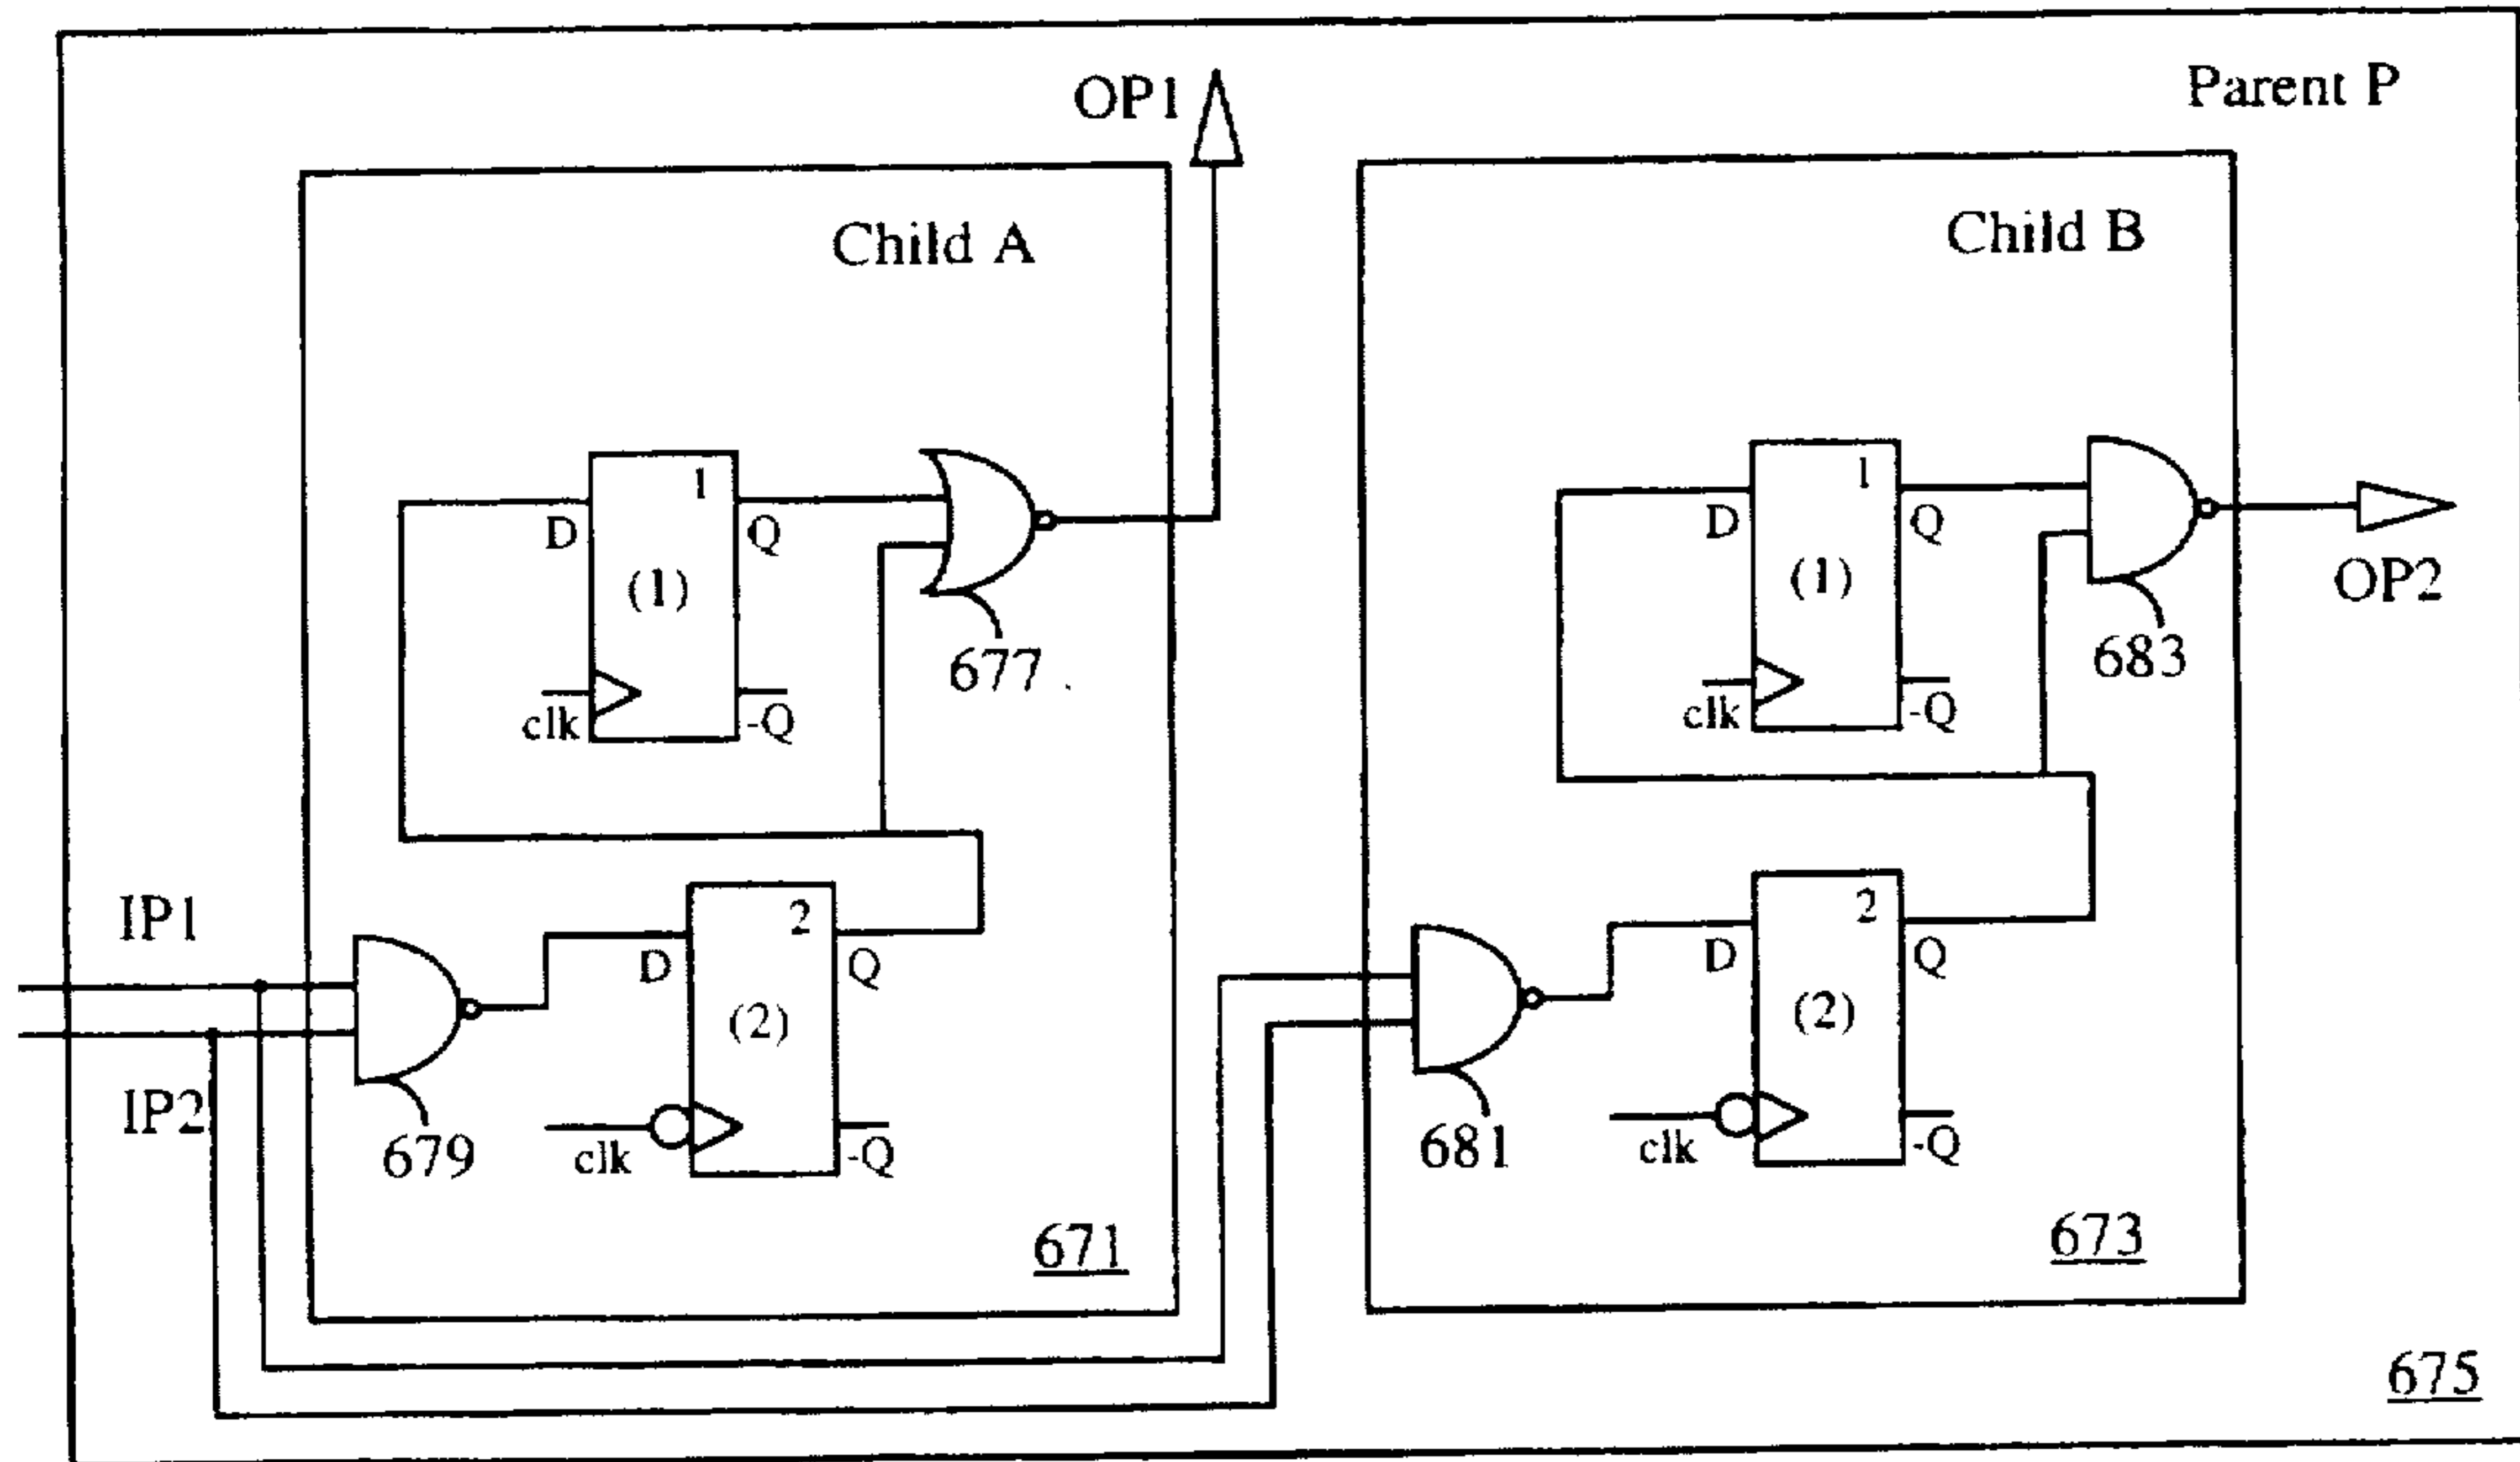 Parent P
OP1
Child A
Child B
1
D
Q
(1)
clk
-Q
677
1
D
Q
(1)
clk
-Q
683
OP2
IP1
IP2
679
2
D
Q
(2)
clk
-Q
671
681
2
D
Q
(2)
clk
-Q
673
675